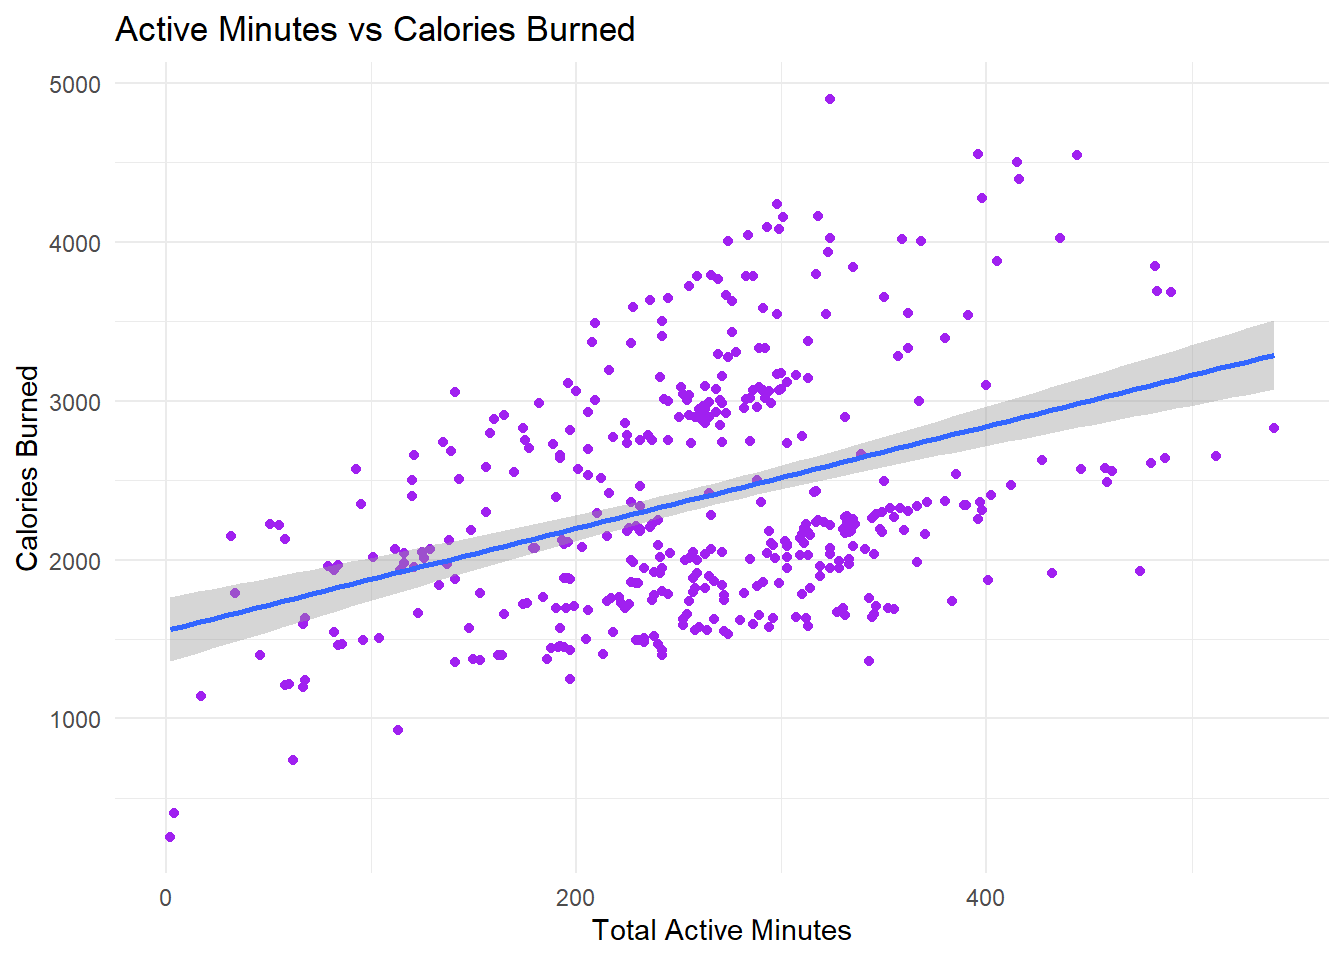 Active Minutes vs Calories Burned
5000
4000
3000
2000
1000
Calories Burned
0 200 400
Total Active Minutes